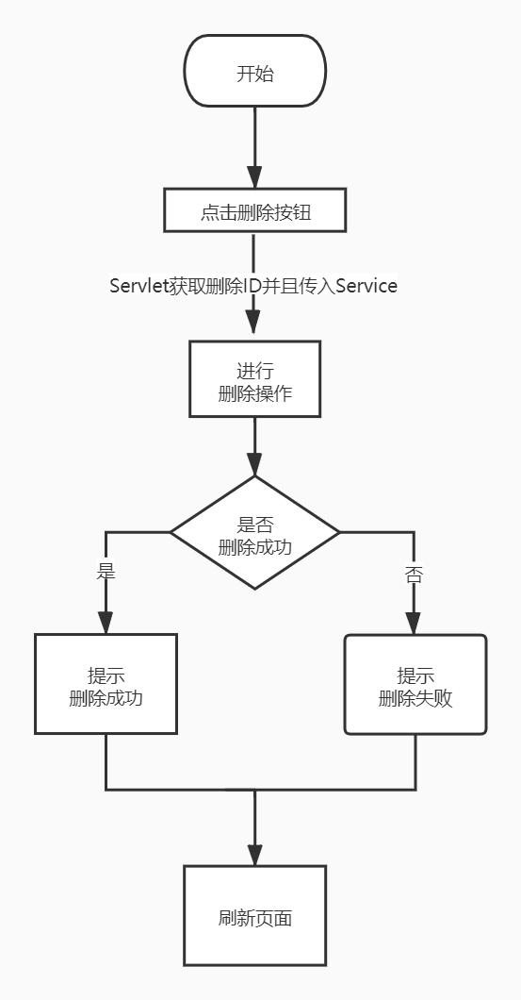 开始
点击删除按钮
Servlet获取删除ID并且传入Service
进行
删除操作
是否
删除成功
是
否
提示
删除成功
提示
删除失败
刷新页面